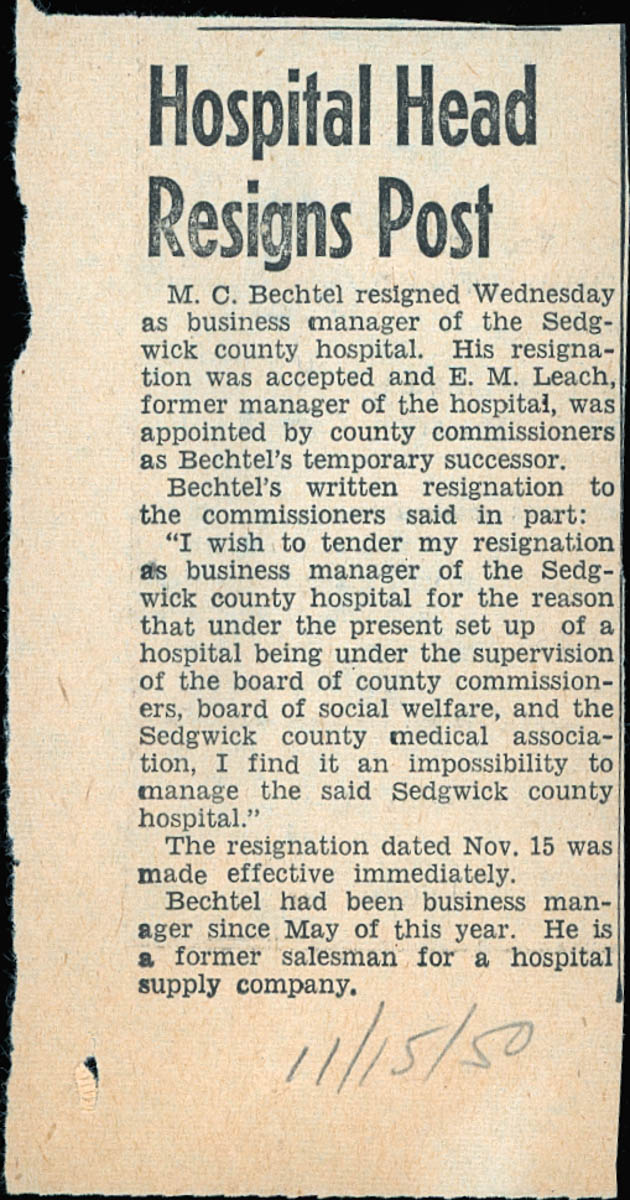 Hospital Head
Resigns Post
M. C. Bechtel resigned Wednesday
as business manager of the Sedg-
wick county hospital. His resigna-
tion was accepted and E. M. Leach,
former manager of the hospital, was
appointed by county commissioners
as Bechtel's temporary successor.
Bechtel's written resignation to
the commissioners said in part:
"I wish to tender my resignation
as business manager of the Sedg-
wick county hospital for the reason
that under the present set up of a
hospital being under the supervision
of the board of county commission-
ers, board of social welfare, and the
Sedgwick county medical associa-
tion, I find it an impossibility to
manage the said Sedgwick county
hospital."
The resignation dated Nov. 15 was
made effective immediately.
Bechtel had been business man-
ager since May of this year. He is
a former salesman for a hospital
supply company.
11/15/50